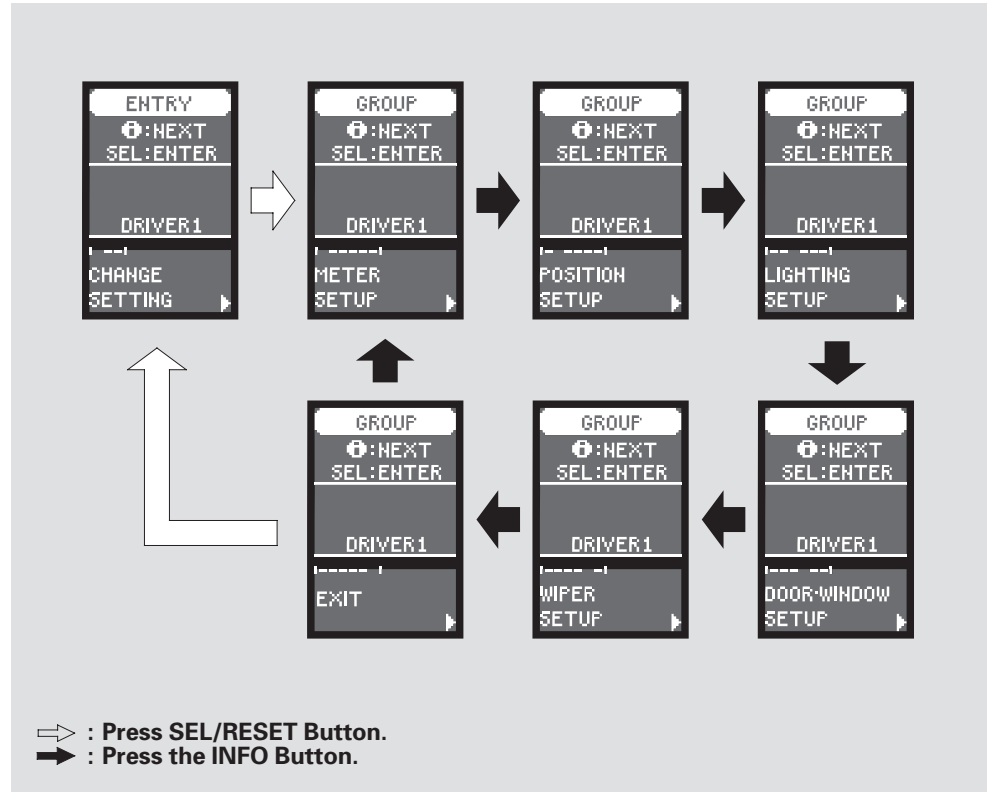 ENTRY
i:NEXT
SEL:ENTER
DRIVER1
CHANGE
SETTING
GROUP
i:NEXT
SEL:ENTER
DRIVER1
METER
SETUP
GROUP
i:NEXT
SEL:ENTER
DRIVER1
POSITION
SETUP
GROUP
i:NEXT
SEL:ENTER
DRIVER1
LIGHTING
SETUP
GROUP
i:NEXT
SEL:ENTER
DRIVER1
EXIT
GROUP
i:NEXT
SEL:ENTER
DRIVER1
WIPER
SETUP
GROUP
i:NEXT
SEL:ENTER
DRIVER1
DOOR·WINDOW
SETUP
: Press SEL/RESET Button.
: Press the INFO Button.